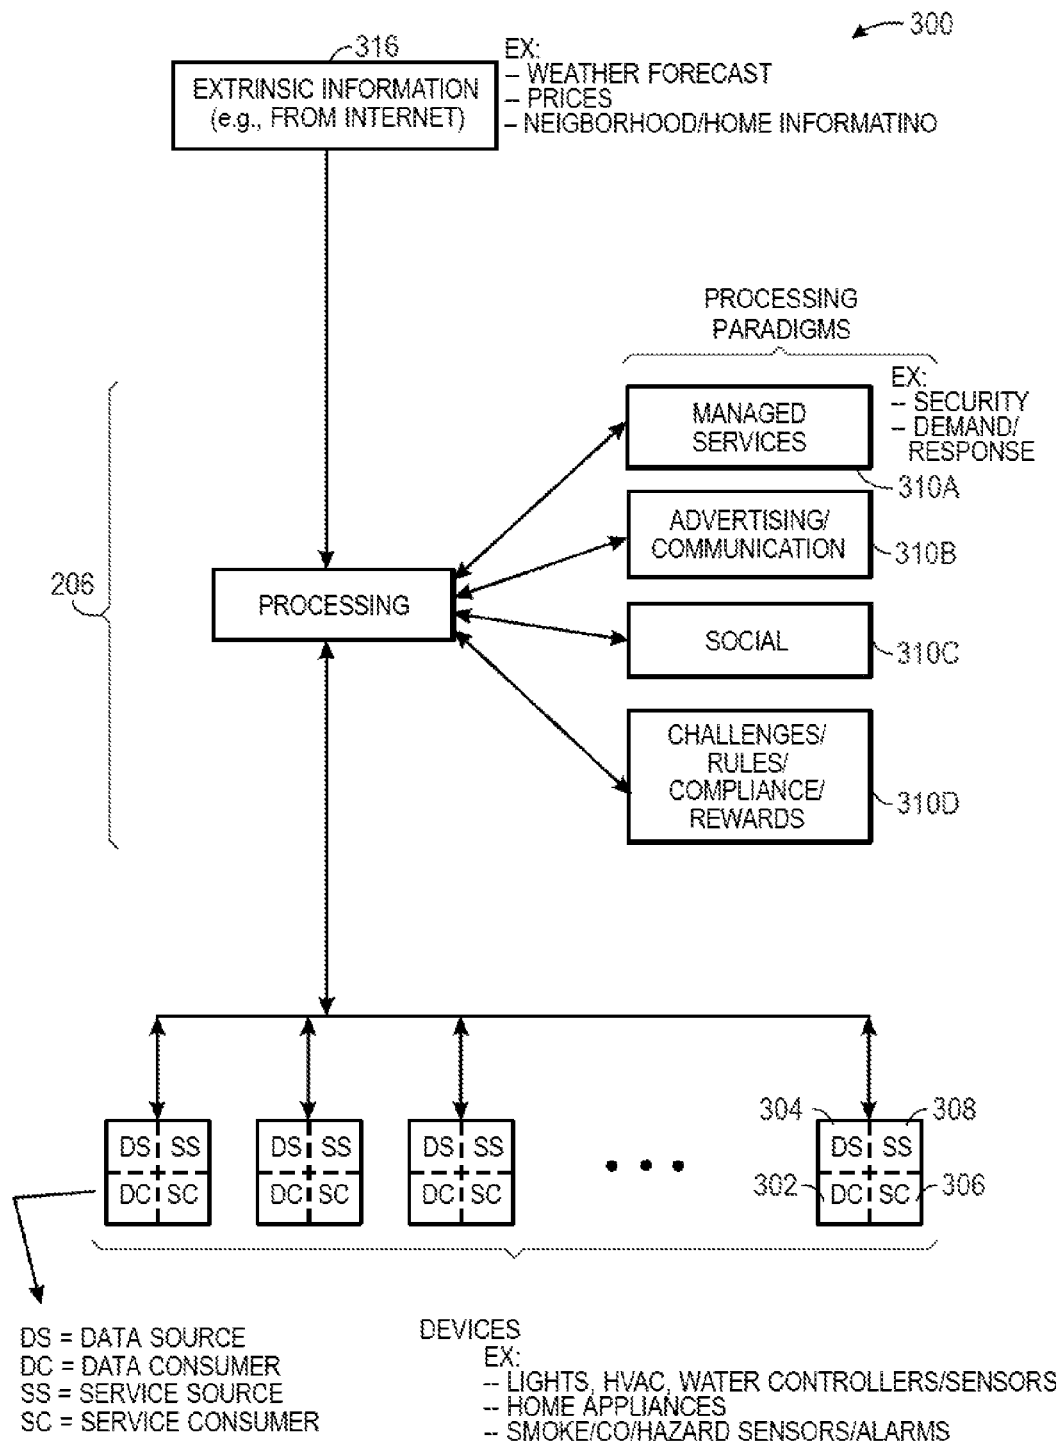 300
316
EXTRINSIC INFORMATION
(e.g., FROM INTERNET)
EX:
– WEATHER FORECAST
– PRICES
– NEIGBORHOOD/HOME INFORMATINO
PROCESSING
PARADIGMS
MANAGED
SERVICES
EX:
– SECURITY
– DEMAND/
RESPONSE
310A
ADVERTISING/
COMMUNICATION
310B
206
PROCESSING
SOCIAL
310C
CHALLENGES/
RULES/
COMPLIANCE/
REWARDS
310D
304
308
DS SS
DC SC
DS SS
DC SC
DS SS
DC SC
• • •
DS SS
302
DC SC
306
DS = DATA SOURCE
DC = DATA CONSUMER
SS = SERVICE SOURCE
SC = SERVICE CONSUMER
DEVICES
EX:
-- LIGHTS, HVAC, WATER CONTROLLERS/SENSORS
-- HOME APPLIANCES
-- SMOKE/CO/HAZARD SENSORS/ALARMS